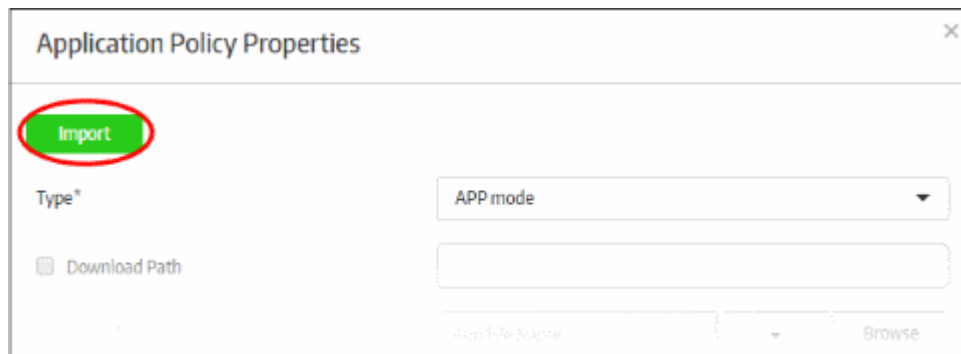 Application Policy Properties
Import
Type*
APP mode
Download Path
Browse